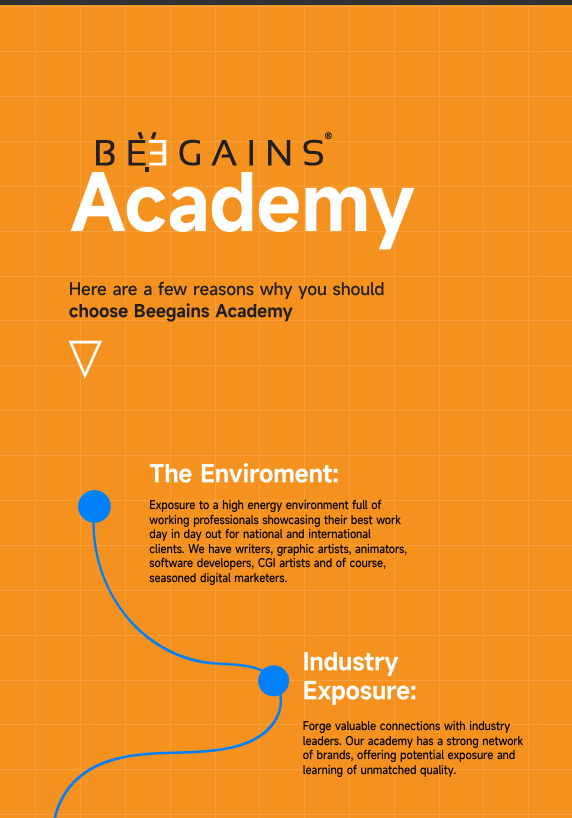 BEEGAINS®
Academy
Here are a few reasons why you should
choose Beegains Academy
The Enviroment:
Exposure to a high energy environment full of
working professionals showcasing their best work
day in day out for national and international
clients. We have writers, graphic artists, animators,
software developers, CGI artists and of course,
seasoned digital marketers.
Industry
Exposure:
Forge valuable connections with industry
leaders. Our academy has a strong network
of brands, offering potential exposure and
learning of unmatched quality.